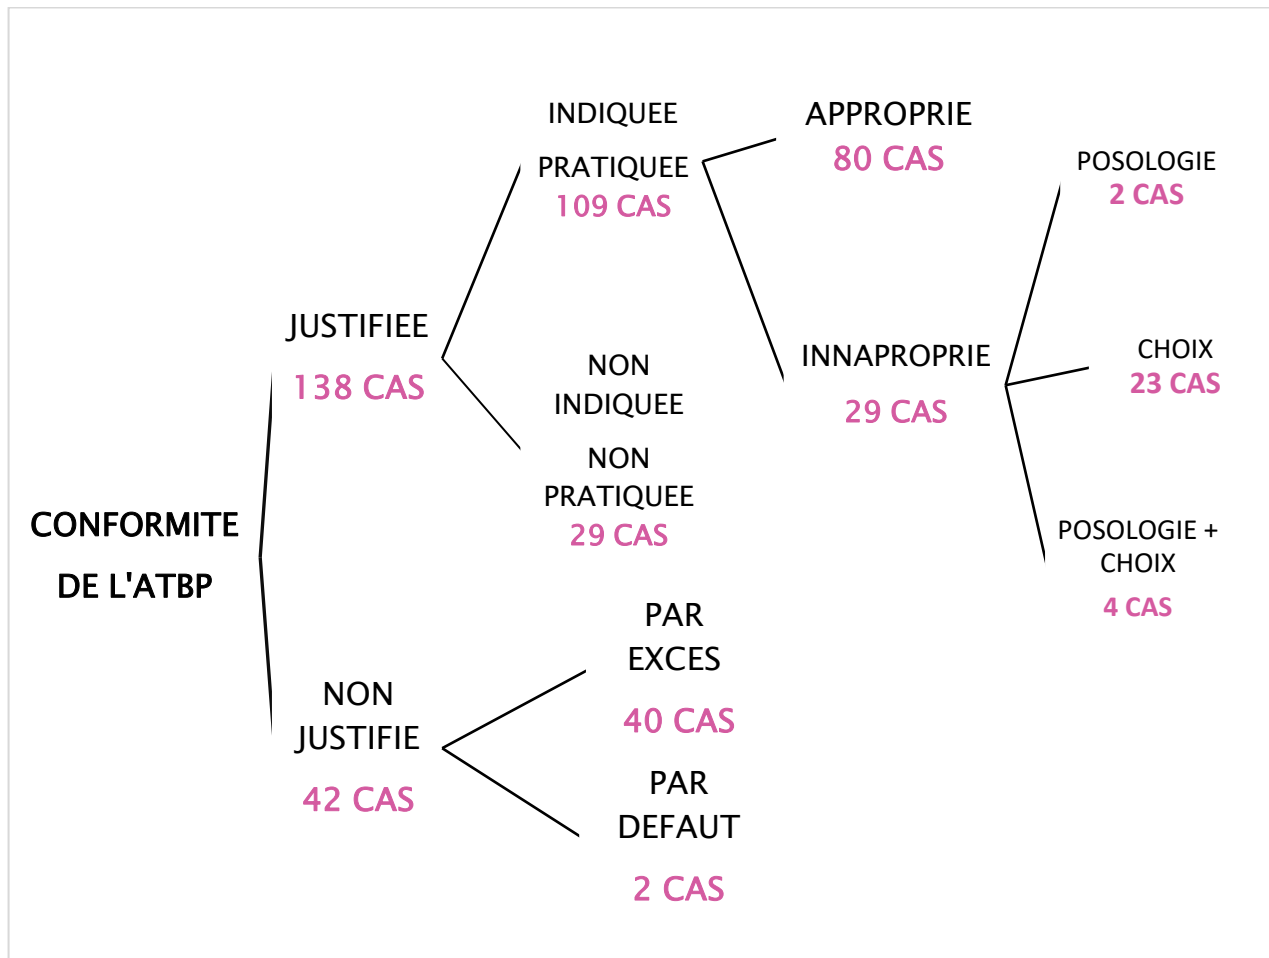 CONFORMITE
DE L'ATBP
JUSTIFIEE
138 CAS
NON
JUSTIFIE
42 CAS
INDIQUEE
PRATIQUEE
109 CAS
NON
INDIQUEE
NON
PRATIQUEE
29 CAS
PAR
EXCES
40 CAS
PAR
DEFAUT
2 CAS
APPROPRIE
80 CAS
INNAPROPRIE
29 CAS
POSOLOGIE
2 CAS
CHOIX
23 CAS
POSOLOGIE +
CHOIX
4 CAS